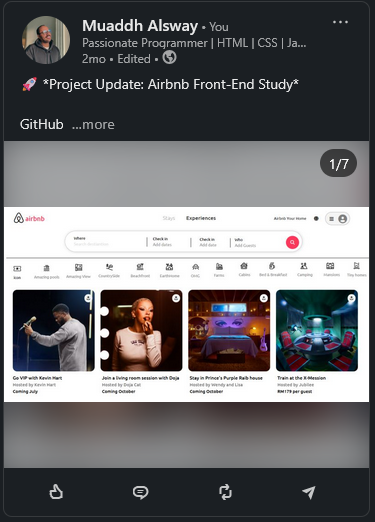 Muaddh Alsway • You
Passionate Programmer | HTML | CSS | Ja...
2mo • Edited •
🚀 *Project Update: Airbnb Front-End Study*
GitHub ...more
1/7
airbnb
Stays Experiences
Airbnb Your Home
Where
Check in
Add dates
Check in
Add date
Who
Add Guests
Icon
Amazing pools
Amazing View
Countryside
Beachfront
Earthhome
OMG
Farms
Cabins
Bed & Breakfast
Camping
Mansions
Tiny homes
Go VIP with Kevin Hart
Hosted by Kevin Hart
Coming July
Join a living room session with Doja
Hosted by Doja Cat
Coming October
Stay in Prince's Purple Raib house
Hosted by Wendy and Lisa
Coming October
Train at the X-Mession
Hosted by Jubilee
RM179 per guest